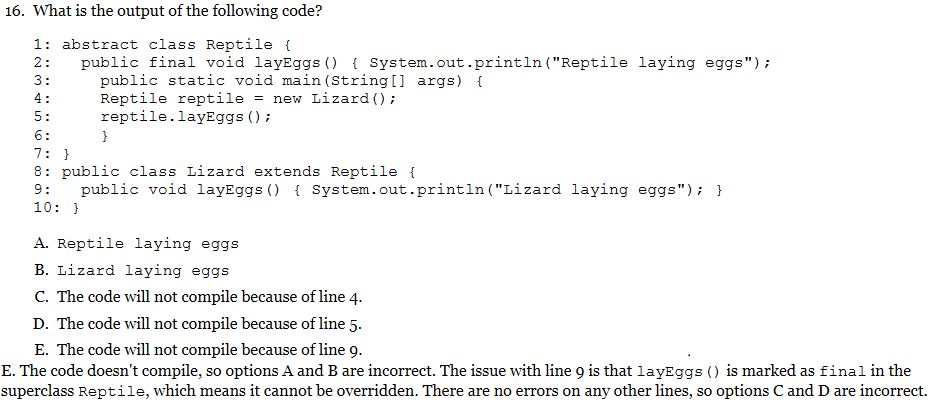 16. What is the output of the following code?
1: abstract class Reptile {
2: public final void layEggs() { System.out.println("Reptile laying eggs");
3: public static void main(String[] args) {
4: Reptile reptile = new Lizard();
5: reptile.layEggs();
6: }
7: }
8: public class Lizard extends Reptile {
9: public void layEggs() { System.out.println("Lizard laying eggs"); }
10: }
A. Reptile laying eggs
B. Lizard laying eggs
C. The code will not compile because of line 4.
D. The code will not compile because of line 5.
E. The code will not compile because of line 9.
E. The code doesn't compile, so options A and B are incorrect. The issue with line 9 is that layEggs() is marked as final in the
superclass Reptile, which means it cannot be overridden. There are no errors on any other lines, so options C and D are incorrect.